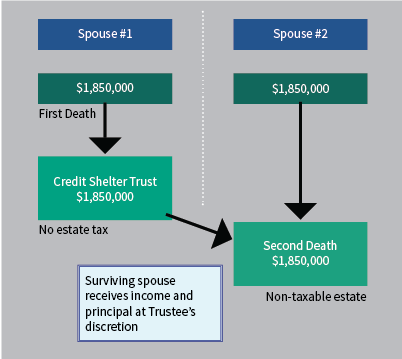 Spouse #1
Spouse #2
$1,850,000
$1,850,000
First Death
Credit Shelter Trust
$1,850,000
No estate tax
Second Death
$1,850,000
Surviving spouse
receives income and
principal at Trustee's
discretion
Non-taxable estate